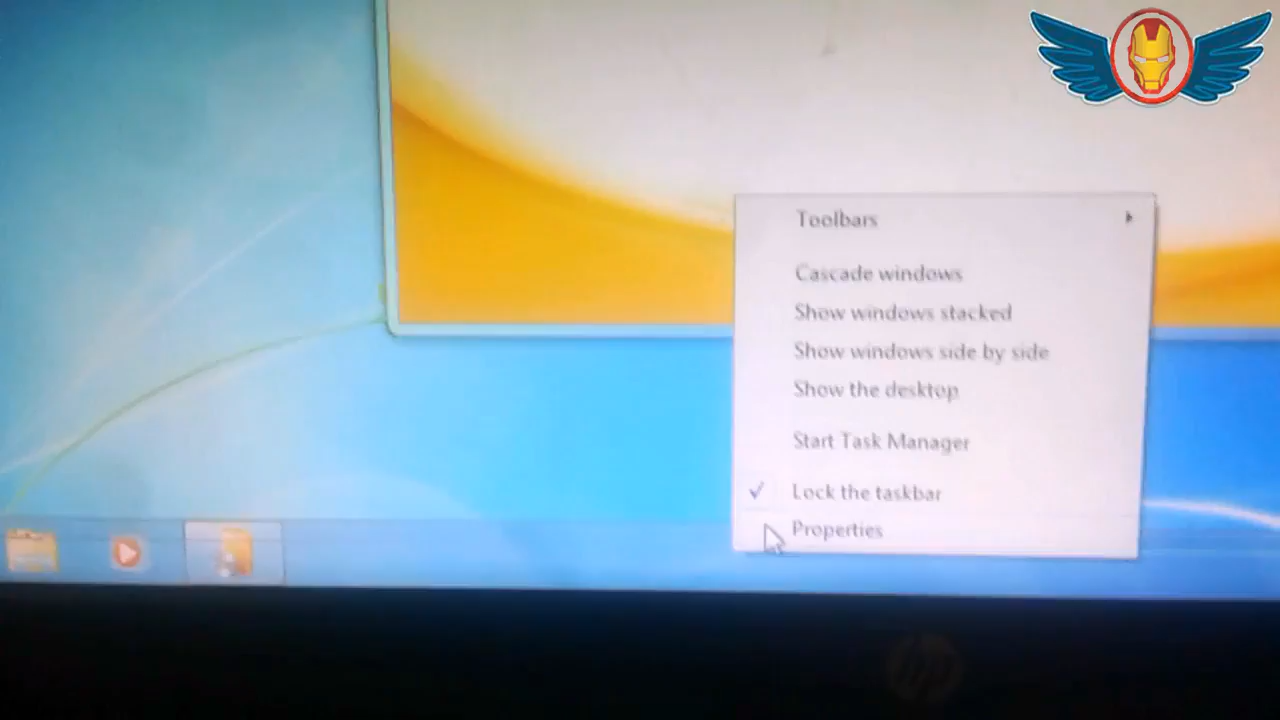 Toolbars
Cascade windows
Show windows stacked
Show windows side by side
Show the desktop
Start Task Manager
Lock the taskbar
Properties
hp